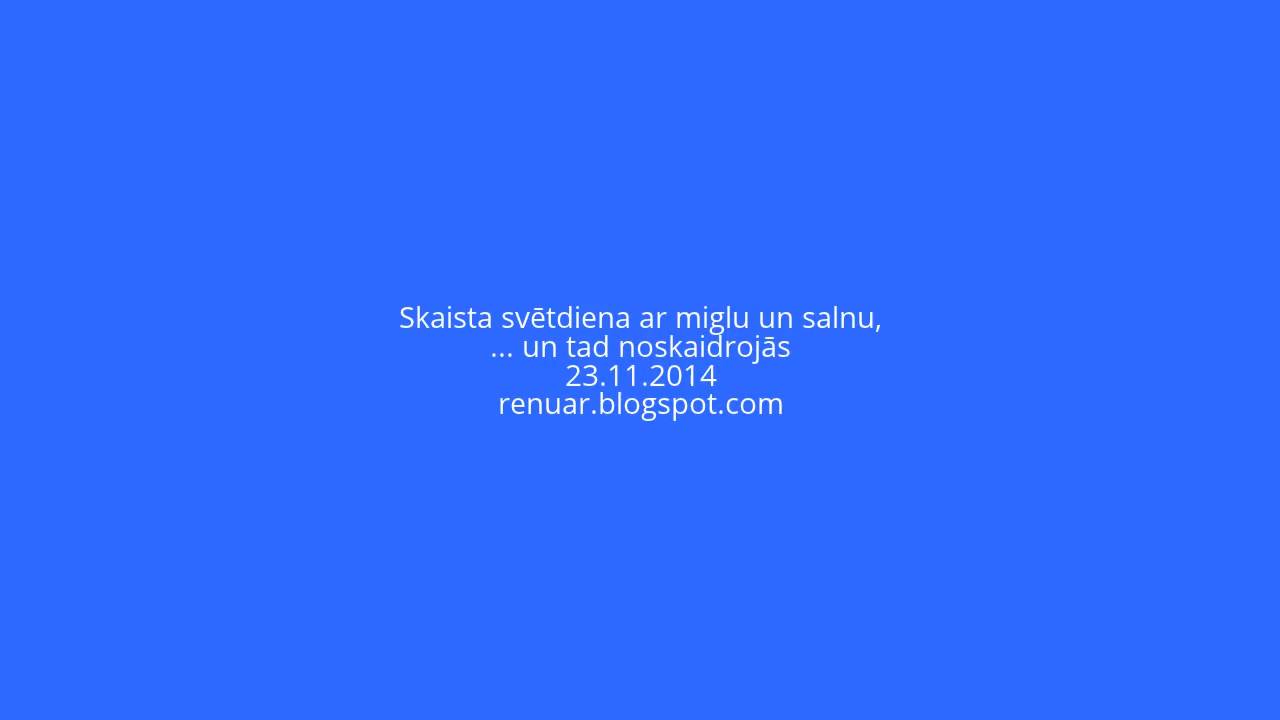 Skaista svētdiena ar miglu un salnu,
... un tad noskaidrojās
23.11.2014
renuar.blogspot.com